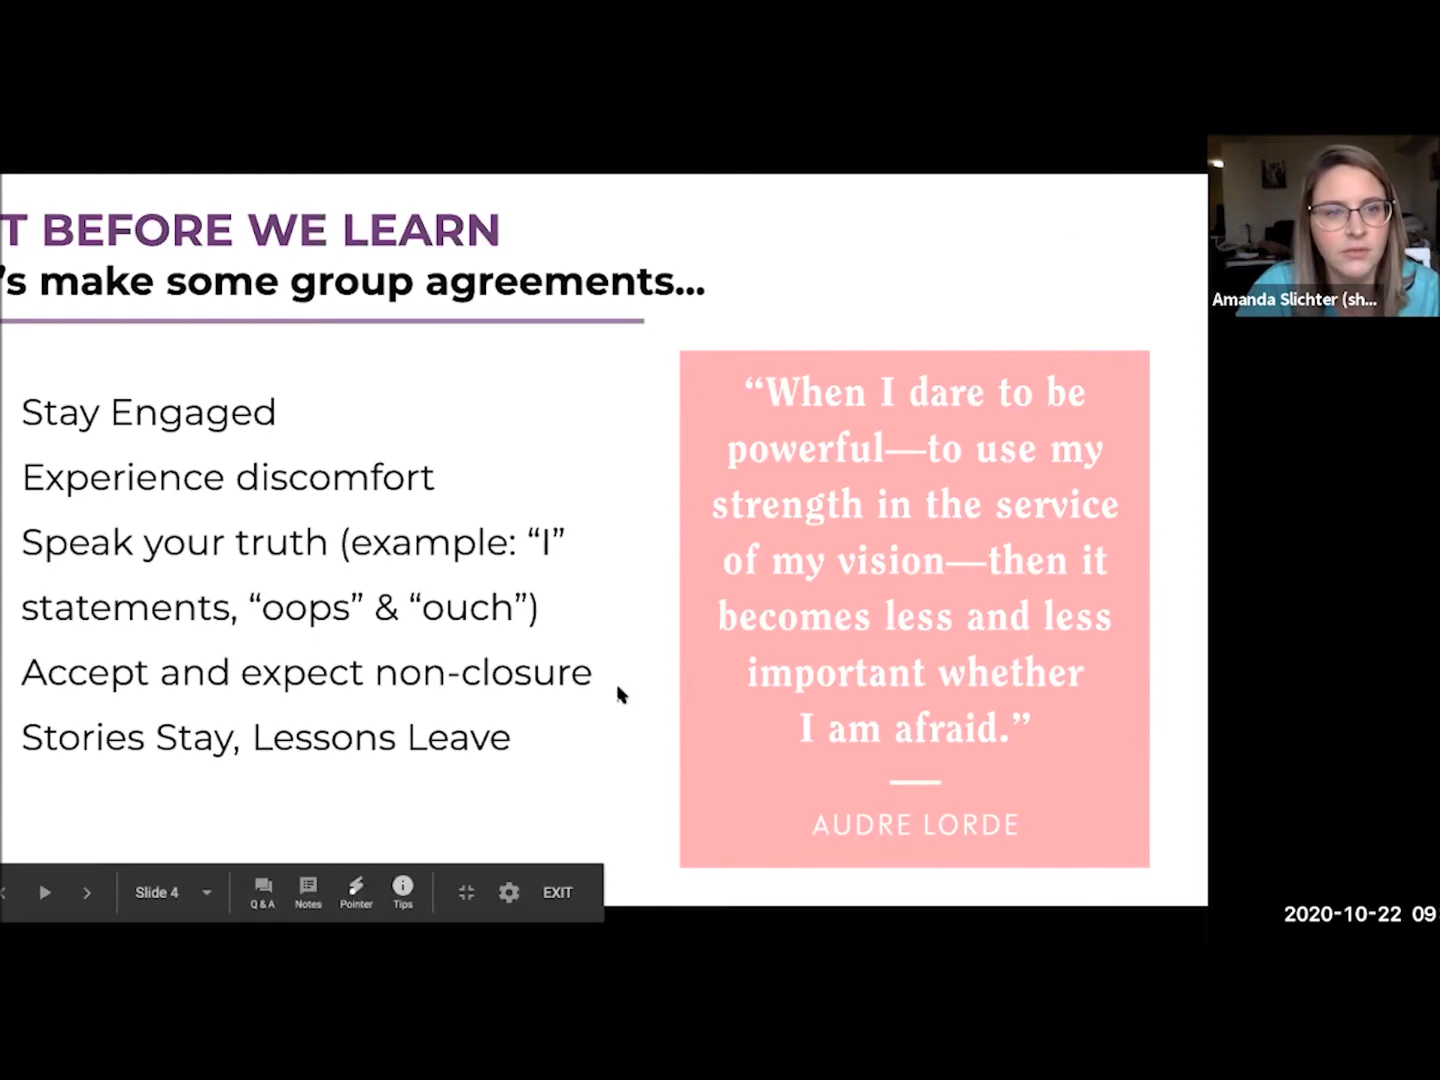 T BEFORE WE LEARN
’s make some group agreements...
Stay Engaged
Experience discomfort
Speak your truth (example: “I”
statements, “oops” & “ouch”)
Accept and expect non-closure
Stories Stay, Lessons Leave
“When I dare to be
powerful—to use my
strength in the service
of my vision—then it
becomes less and less
important whether
I am afraid.”
AUDRE LORDE
Amanda Slichter (sh...
Slide 4
Q & A
Notes
Pointer
Tips
EXIT
2020-10-22 09